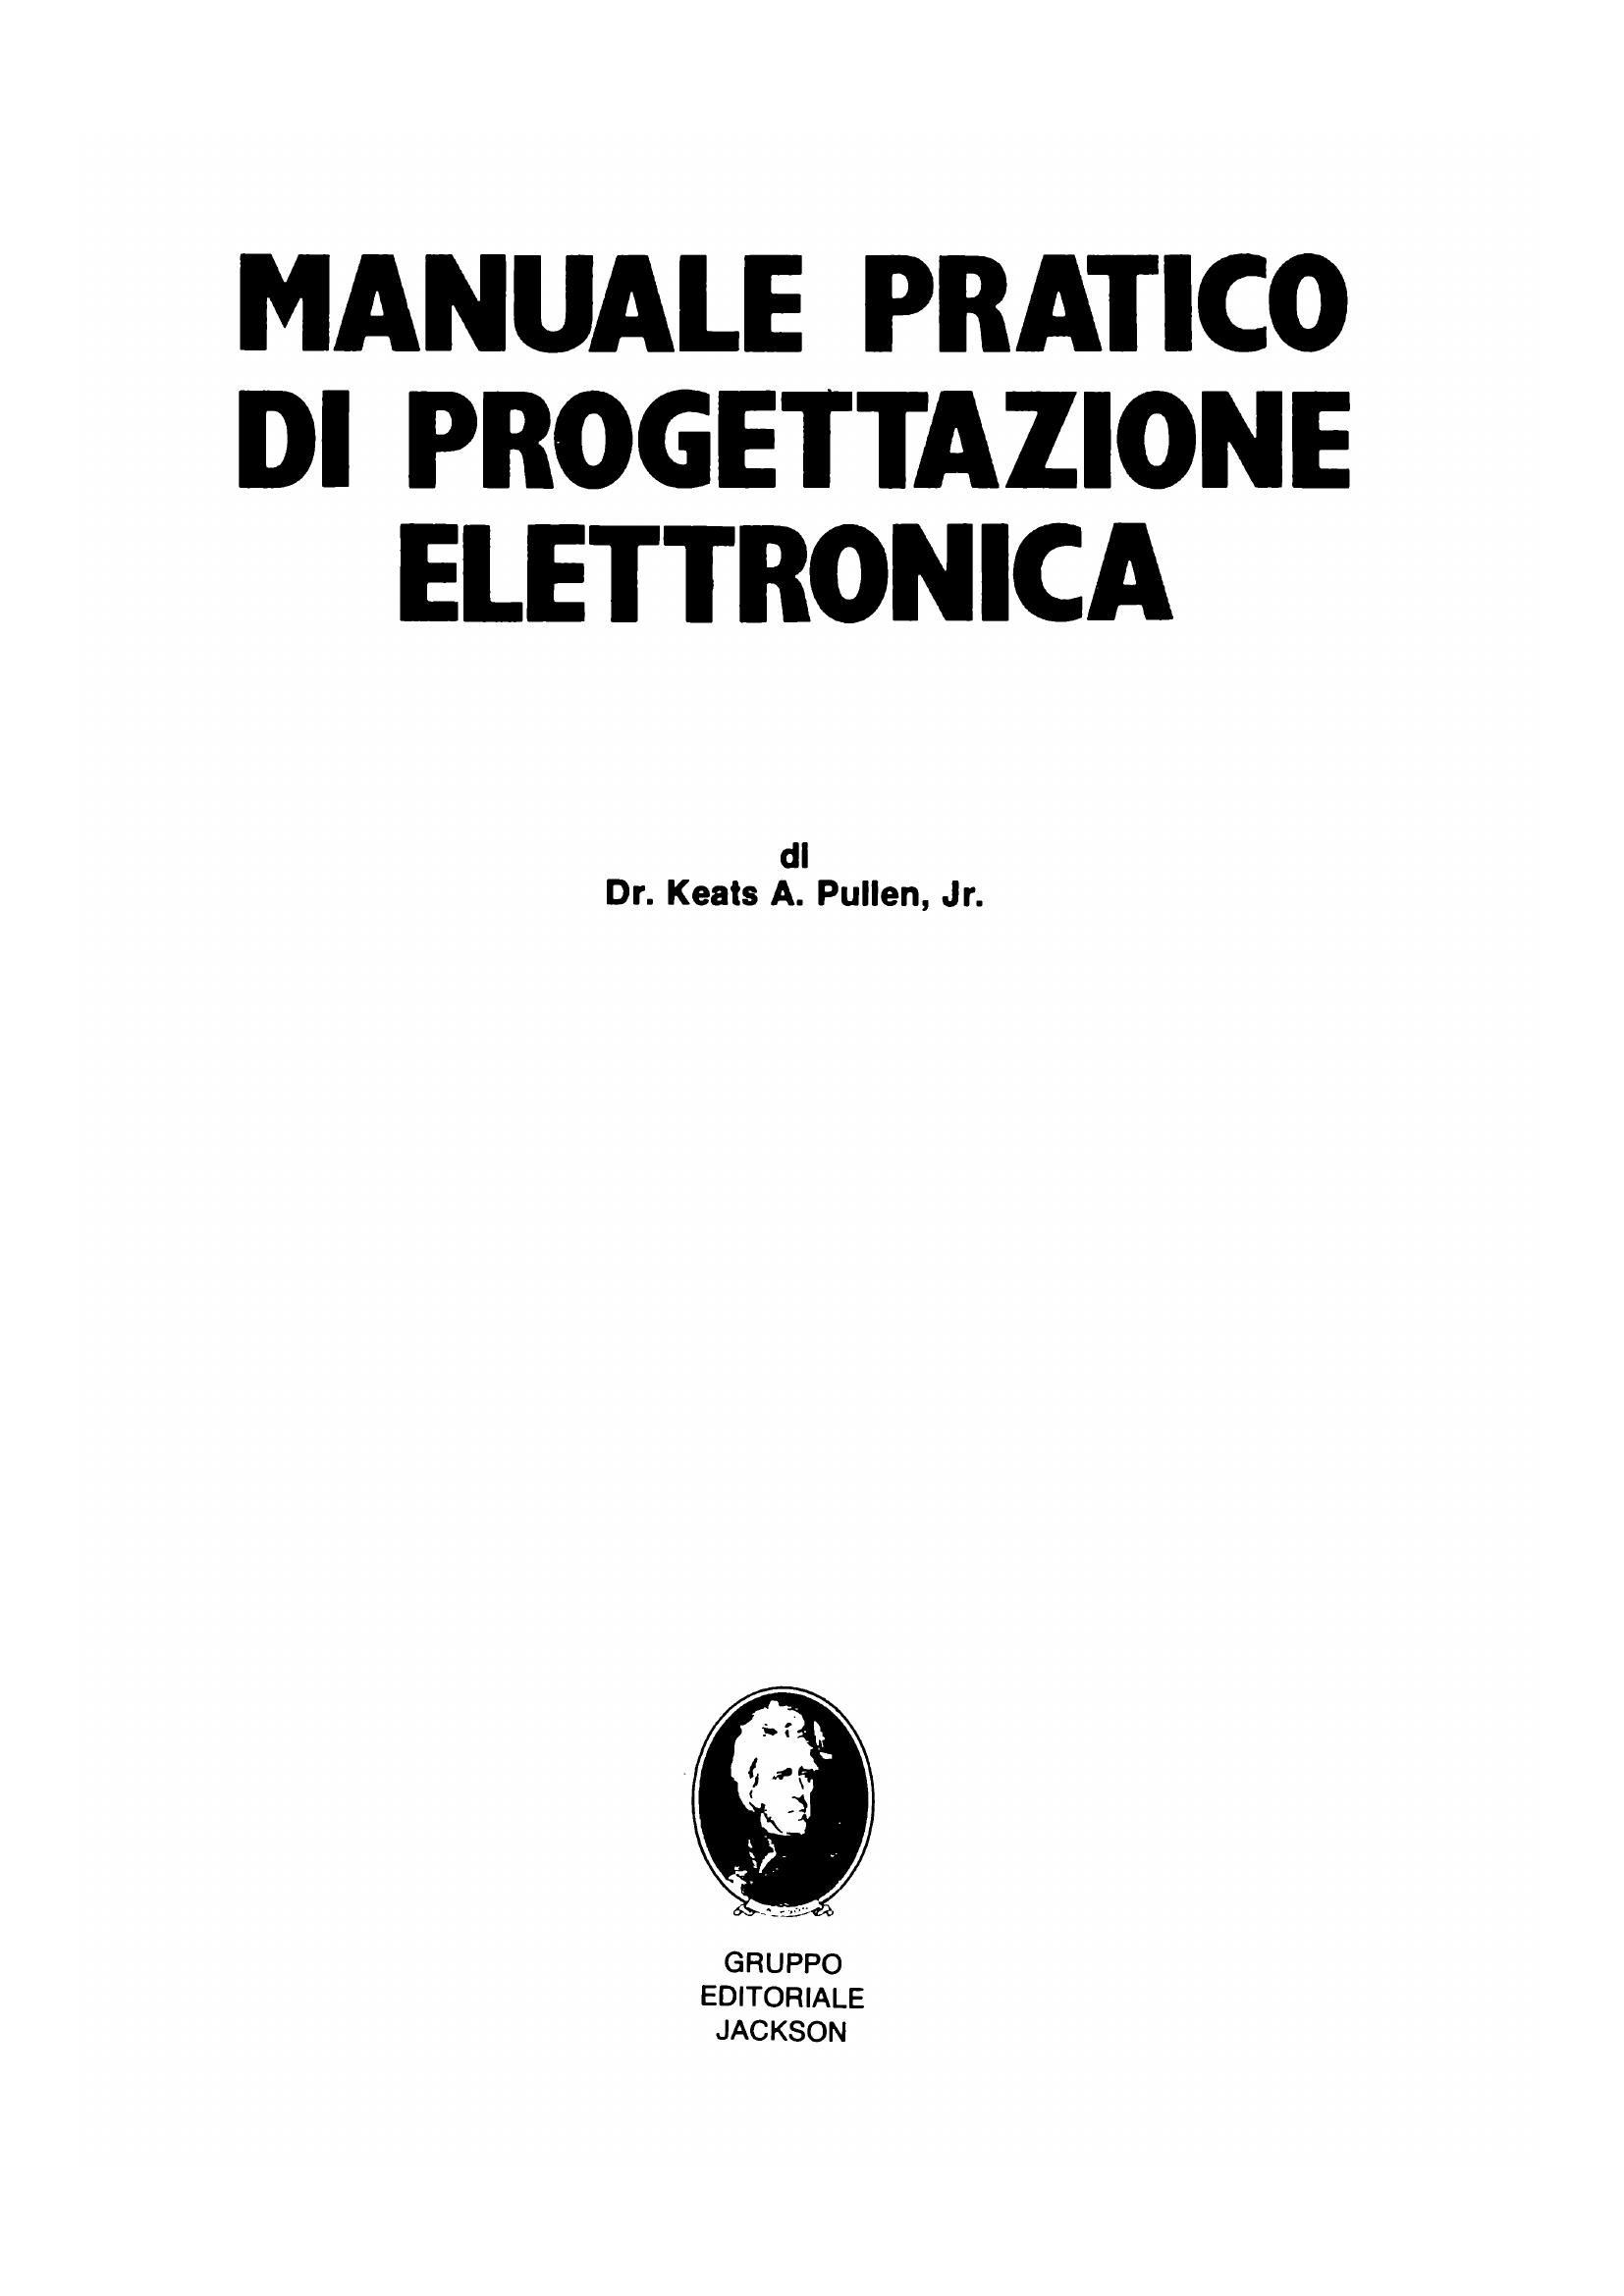 MANUALE PRATICO
DI PROGETTAZIONE
ELETTRONICA
di
Dr. Keats A. Pullen, Jr.
GRUPPO
EDITORIALE
JACKSON